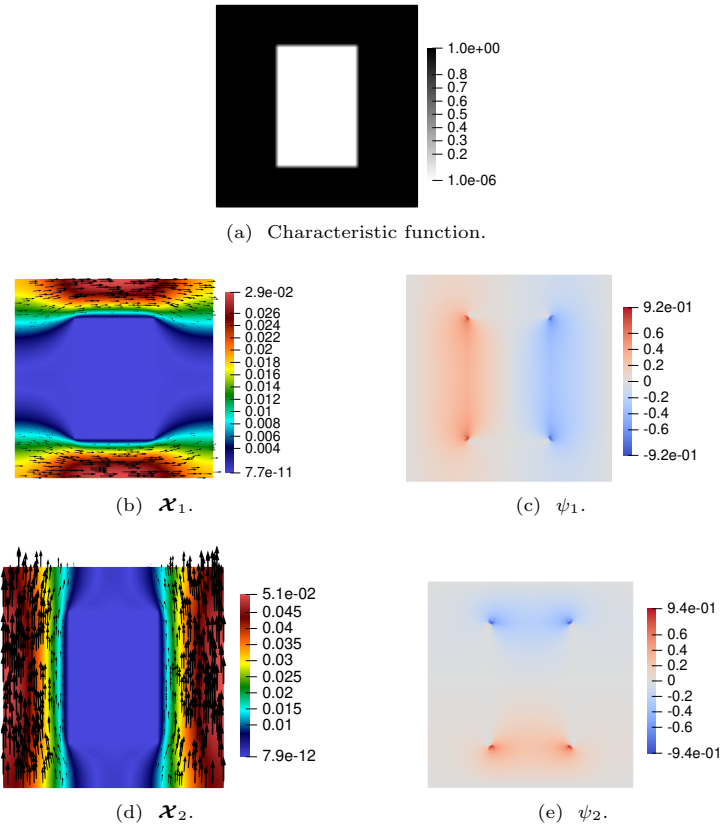 1.0e+00
0.8
0.7
0.6
0.5
0.4
0.3
0.2
1.0e-06
(a) Characteristic function.
2.9e-02
0.026
0.024
0.022
0.02
0.018
0.016
0.014
0.012
0.01
0.008
0.006
0.004
7.7e-11
(b) 𝓧₁.
9.2e-01
0.6
0.4
0.2
0
-0.2
-0.4
-0.6
-9.2e-01
(c) ψ₁.
5.1e-02
0.045
0.04
0.035
0.03
0.025
0.02
0.015
0.01
7.9e-12
(d) 𝓧₂.
9.4e-01
0.6
0.4
0.2
0
-0.2
-0.4
-0.6
-9.4e-01
(e) ψ₂.